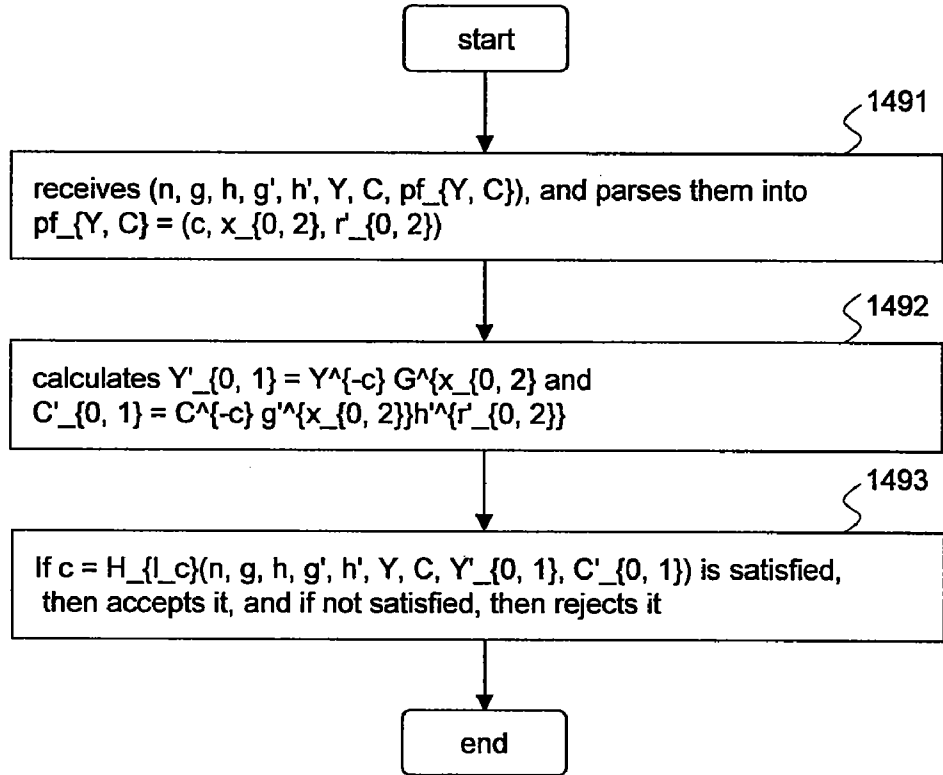 start
1491
receives (n, g, h, g', h', Y, C, pf_{Y, C}), and parses them into
pf_{Y, C} = (c, x_{0, 2}, r'_{0, 2})
1492
calculates Y'_{0, 1} = Y^{-c} G^{x_{0, 2} and
C'_{0, 1} = C^{-c} g'^{x_{0, 2}}h'^{r'_{0, 2}}
1493
If c = H_{l_c}(n, g, h, g', h', Y, C, Y'_{0, 1}, C'_{0, 1}) is satisfied,
then accepts it, and if not satisfied, then rejects it
end